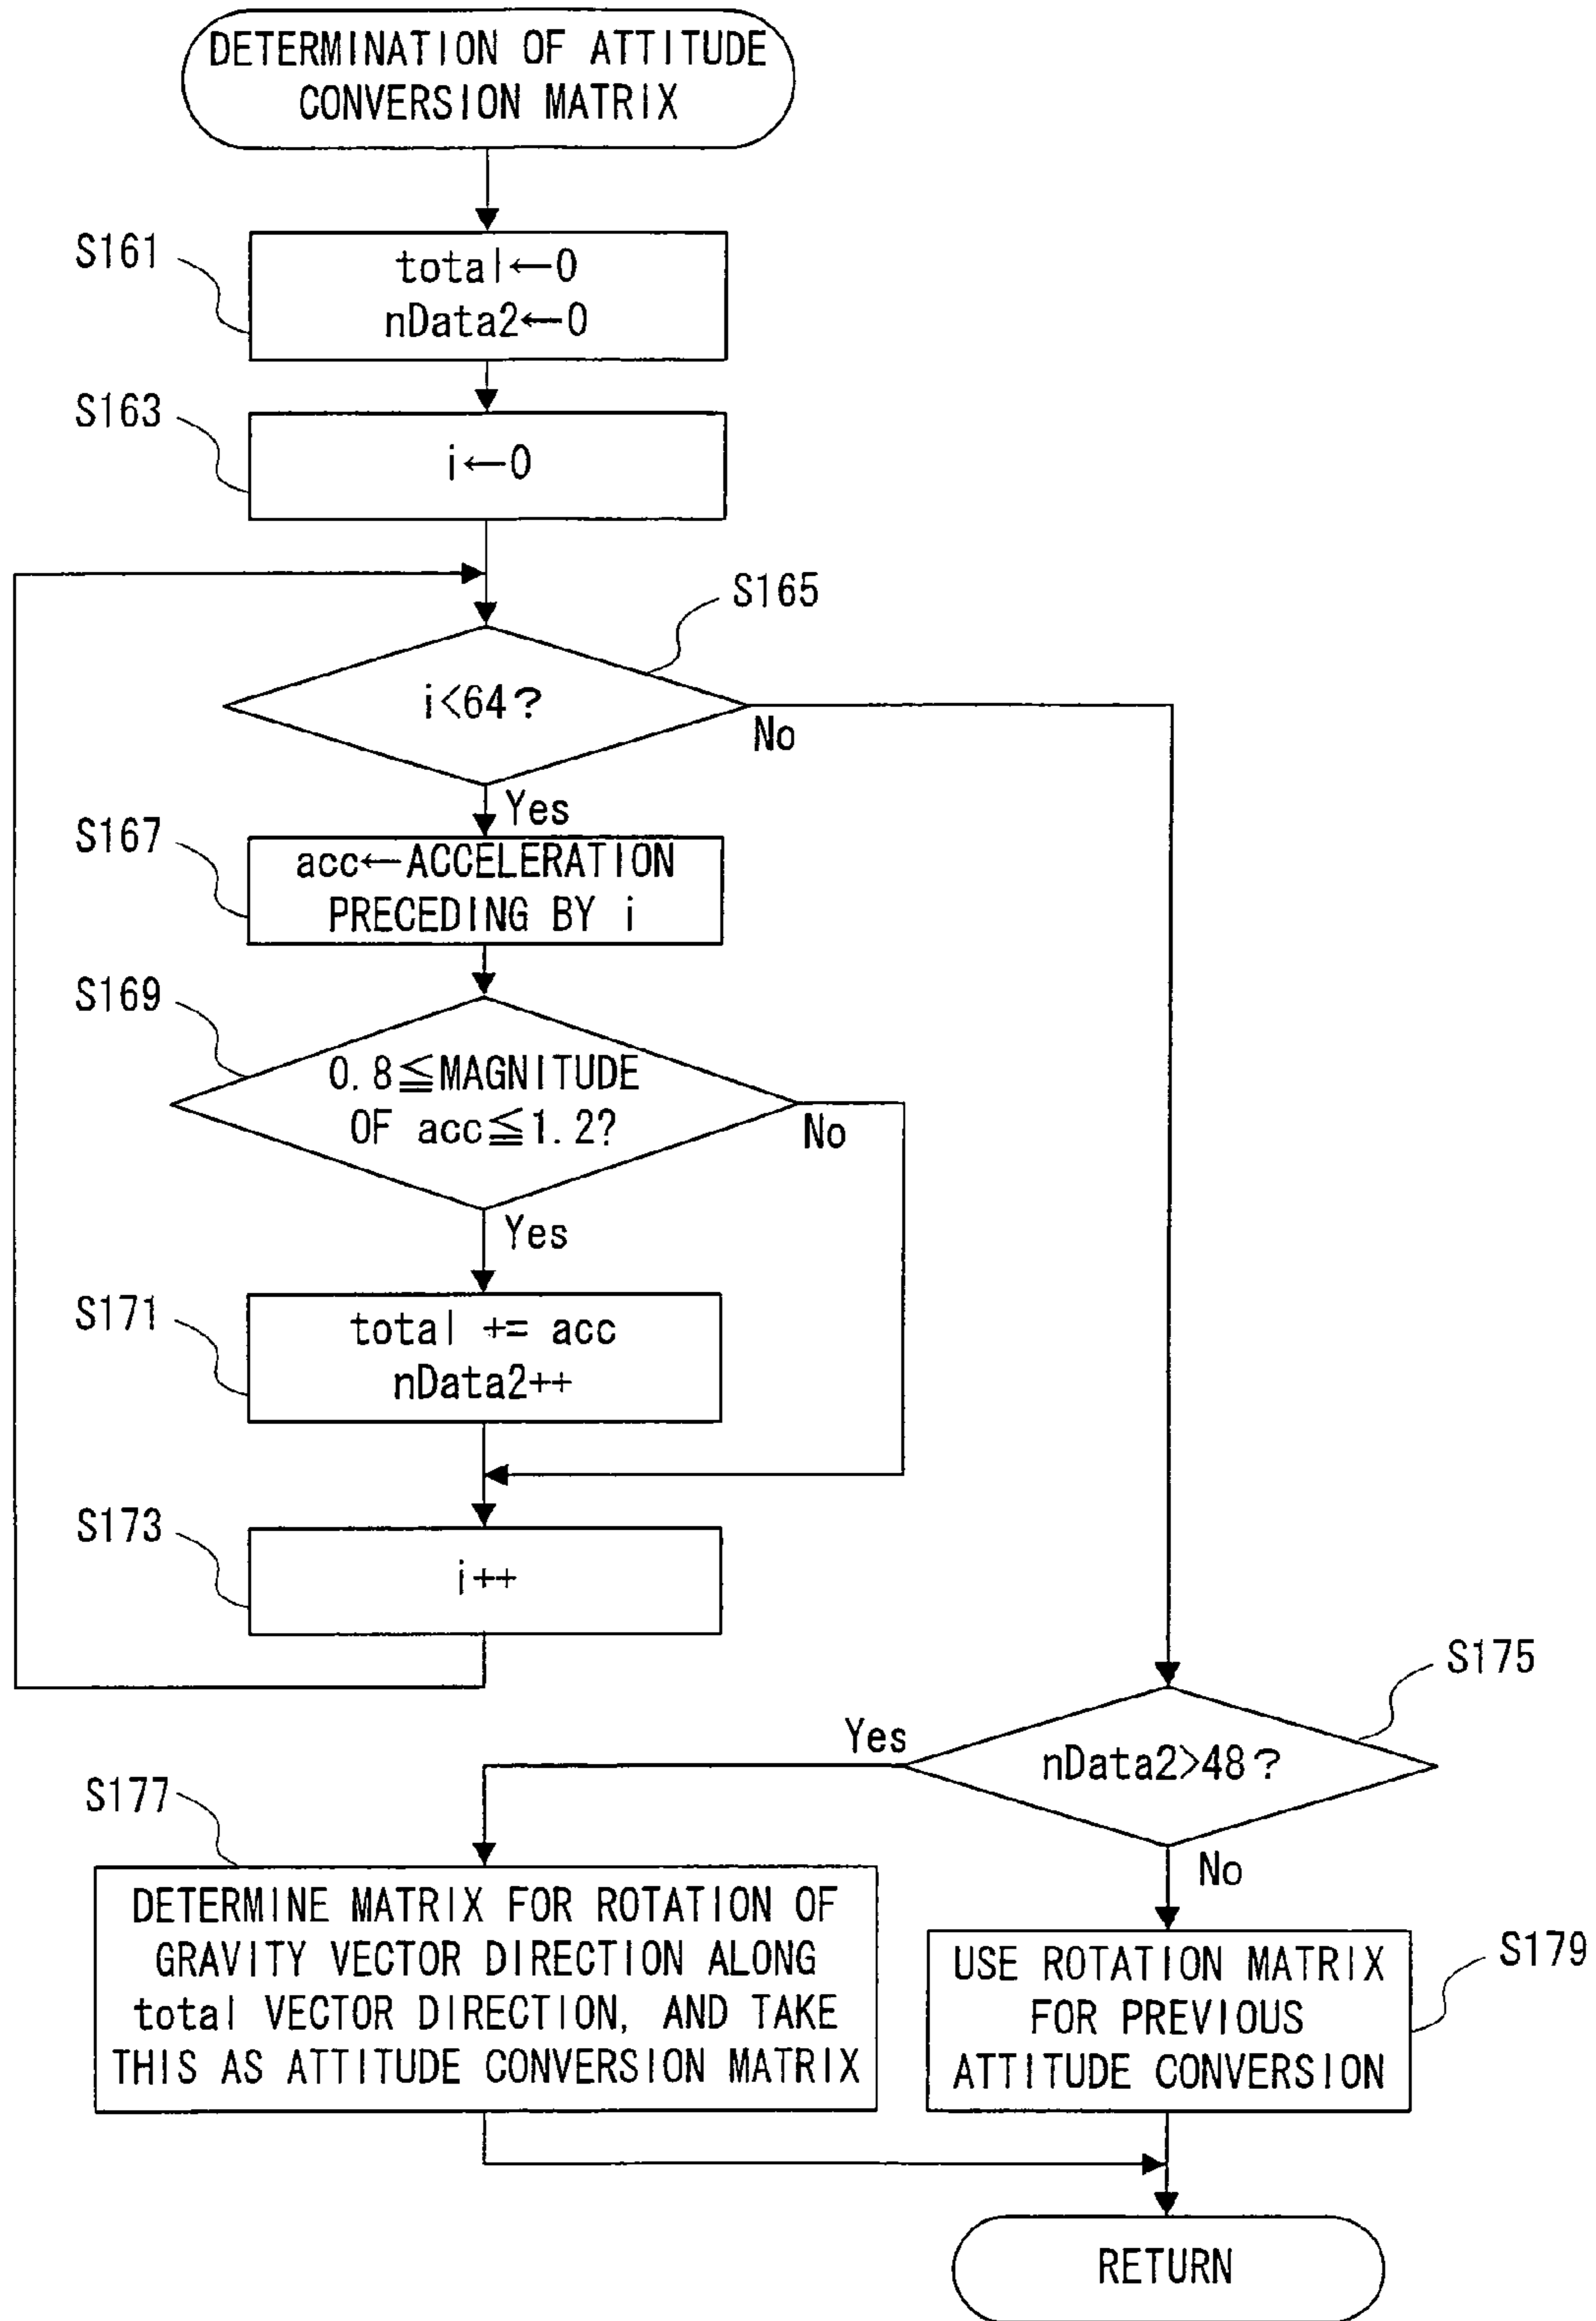 DETERMINATION OF ATTITUDE
CONVERSION MATRIX
S161
total←0
nData2←0
S163
i←0
S165
i<64?
No
Yes
S167
acc←ACCELERATION
PRECEDING BY i
S169
0.8≦MAGNITUDE
OF acc≦1.2?
No
Yes
S171
total += acc
nData2++
S173
i++
S175
nData2>48?
Yes
No
S177
DETERMINE MATRIX FOR ROTATION OF
GRAVITY VECTOR DIRECTION ALONG
total VECTOR DIRECTION, AND TAKE
THIS AS ATTITUDE CONVERSION MATRIX
S179
USE ROTATION MATRIX
FOR PREVIOUS
ATTITUDE CONVERSION
RETURN